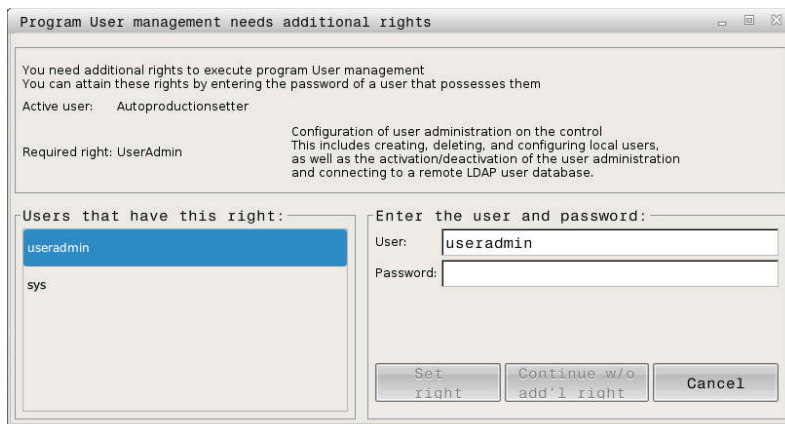 Program User management needs additional rights
You need additional rights to execute program User management
You can attain these rights by entering the password of a user that possesses them
Active user: Autoproductionsetter
Required right: UserAdmin
Configuration of user administration on the control
This includes creating, deleting, and configuring local users,
as well as the activation/deactivation of the user administration
and connecting to a remote LDAP user database.
Users that have this right:
useradmin
sys
Enter the user and password:
User: useradmin
Password:
Set
right
Continue w/o
add'l right
Cancel